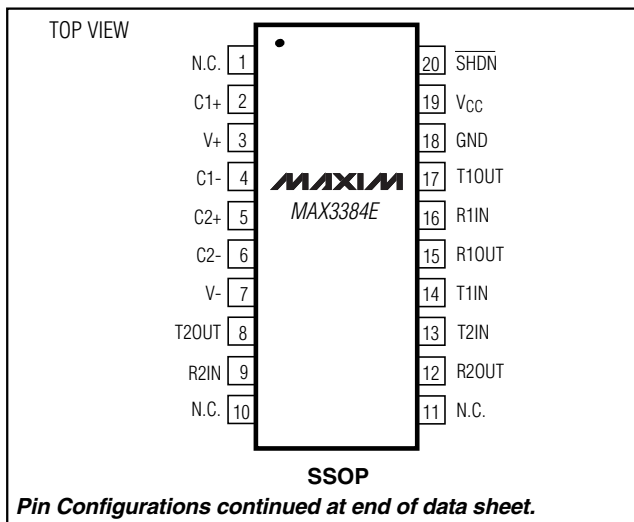 TOP VIEW
N.C. 1
C1+ 2
V+ 3
C1- 4
C2+ 5
C2- 6
V- 7
T2OUT 8
R2IN 9
N.C. 10
MAXIM
MAX3384E
20 SHDN
19 VCC
18 GND
17 T1OUT
16 R1IN
15 R1OUT
14 T1IN
13 T2IN
12 R2OUT
11 N.C.
SSOP
Pin Configurations continued at end of data sheet.